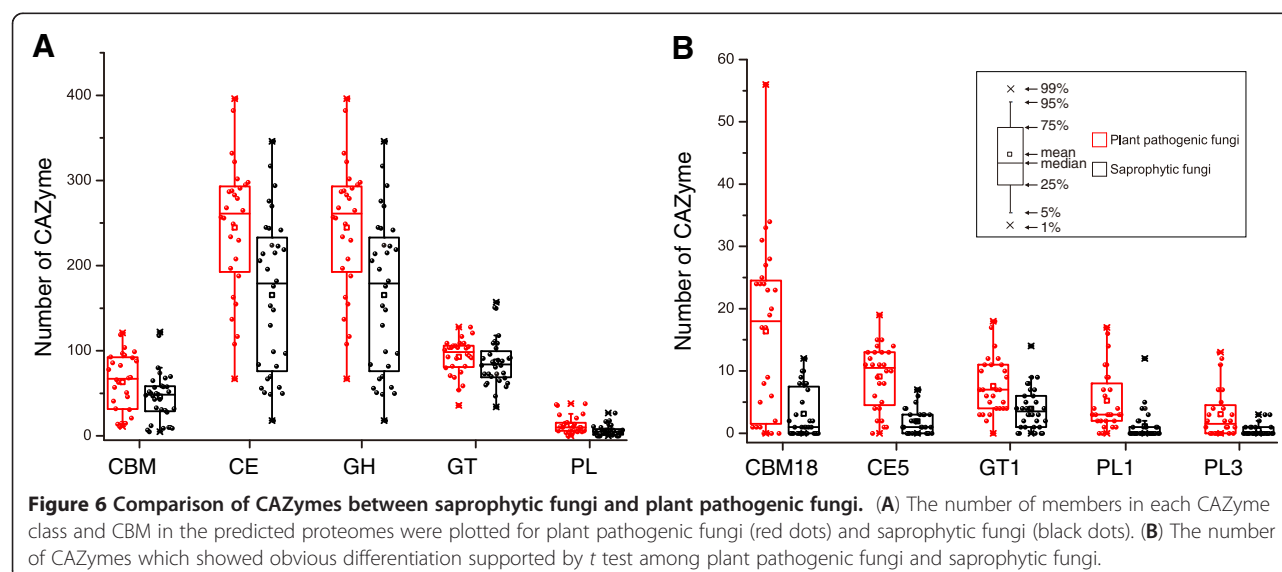 A
Number of CAZyme
400
300
200
100
0
CBM CE GH GT PL
B
Number of CAZyme
60
50
40
30
20
10
0
CBM18 CE5 GT1 PL1 PL3
99%
95%
75%
mean
median
25%
5%
1%
Plant pathogenic fungi
Saprophytic fungi
Figure 6 Comparison of CAZymes between saprophytic fungi and plant pathogenic fungi. (A) The number of members in each CAZyme
class and CBM in the predicted proteomes were plotted for plant pathogenic fungi (red dots) and saprophytic fungi (black dots). (B) The number
of CAZymes which showed obvious differentiation supported by t test among plant pathogenic fungi and saprophytic fungi.